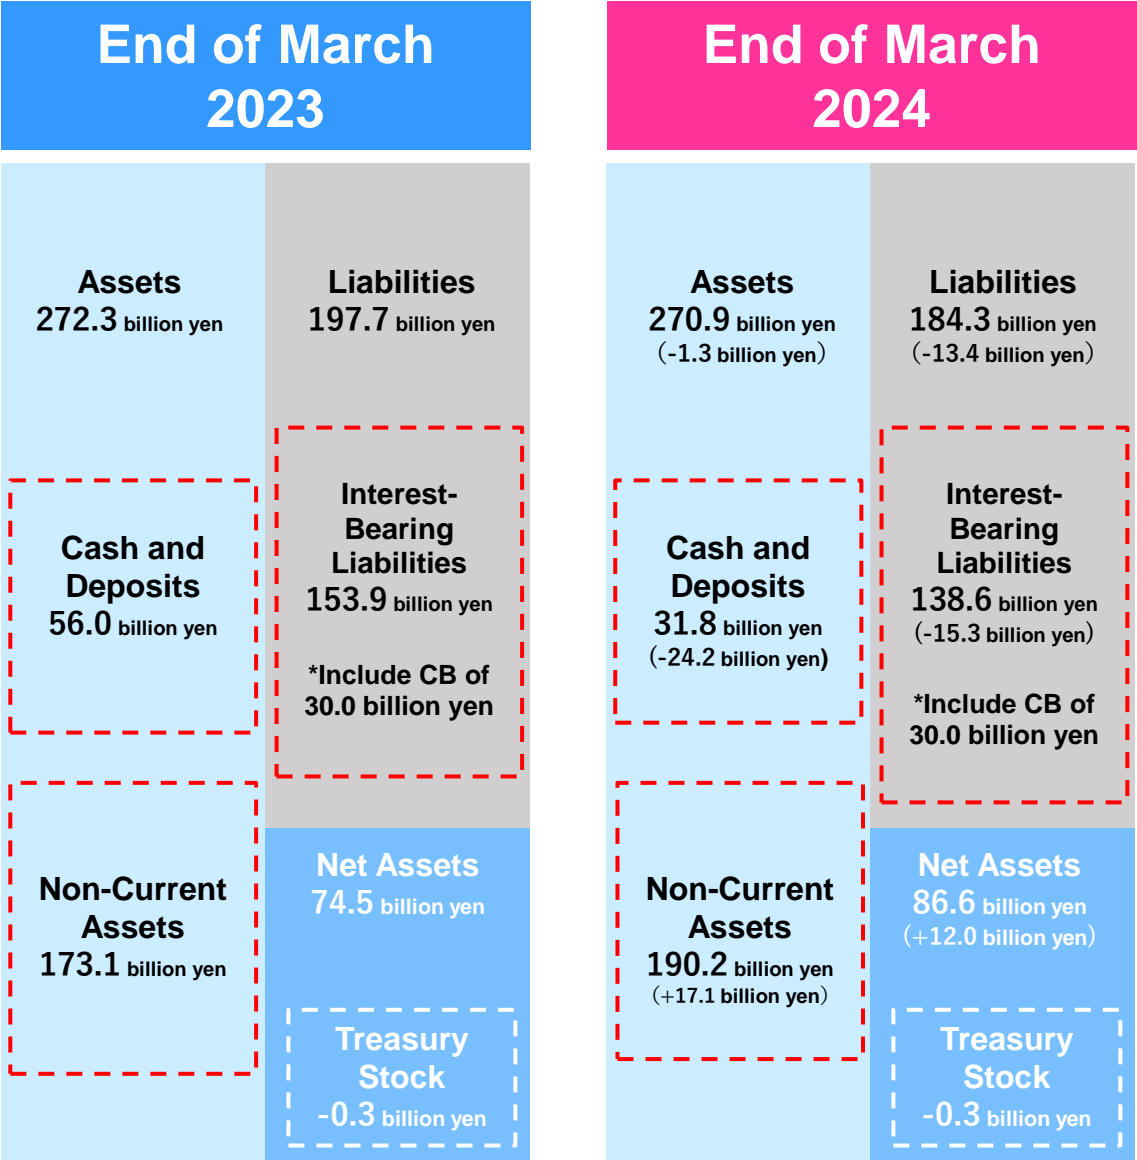 End of March
2023
Assets
272.3 billion yen
Liabilities
197.7 billion yen
Cash and
Deposits
56.0 billion yen
Interest-
Bearing
Liabilities
153.9 billion yen
*Include CB of
30.0 billion yen
Non-Current
Assets
173.1 billion yen
Net Assets
74.5 billion yen
Treasury
Stock
-0.3 billion yen
End of March
2024
Assets
270.9 billion yen
（-1.3 billion yen）
Liabilities
184.3 billion yen
（-13.4 billion yen）
Cash and
Deposits
31.8 billion yen
（-24.2 billion yen)
Interest-
Bearing
Liabilities
138.6 billion yen
（-15.3 billion yen）
*Include CB of
30.0 billion yen
Non-Current
Assets
190.2 billion yen
（+17.1 billion yen）
Net Assets
86.6 billion yen
（+12.0 billion yen）
Treasury
Stock
-0.3 billion yen